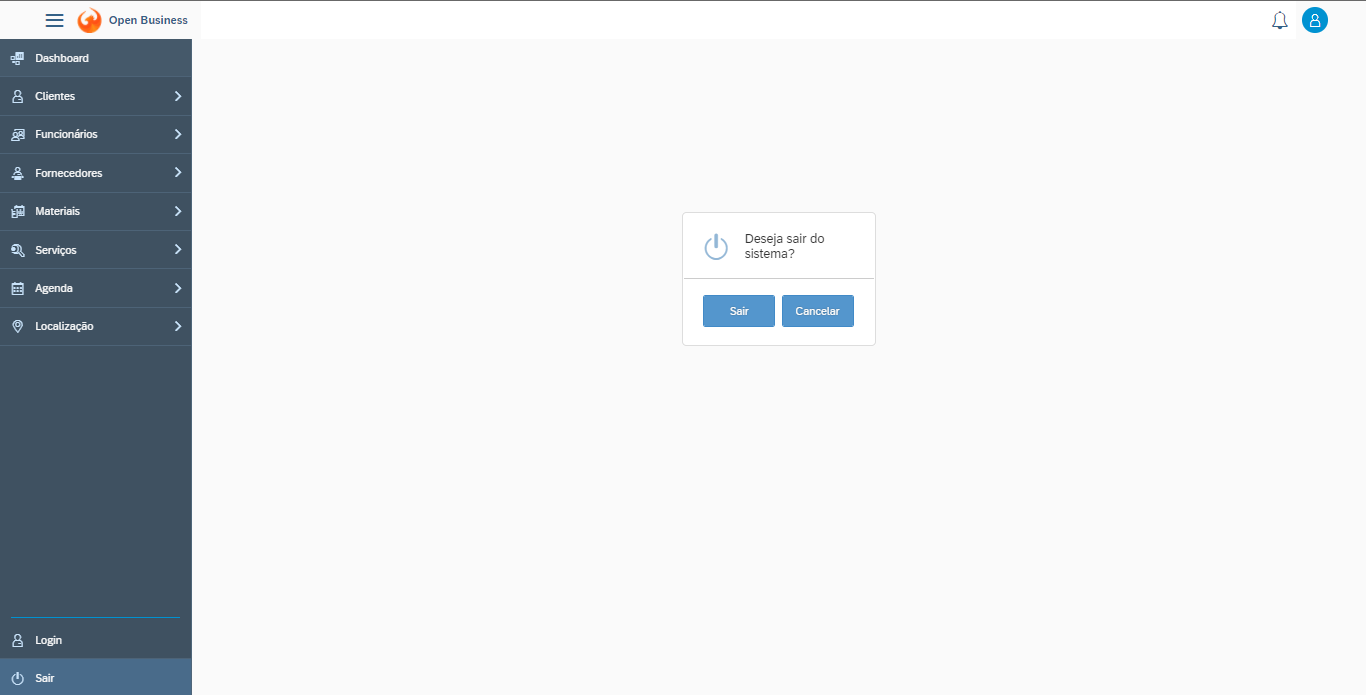 Open Business
Dashboard
Clientes
Funcionários
Fornecedores
Materiais
Serviços
Agenda
Localização
Deseja sair do
sistema?
Sair
Cancelar
Login
Sair